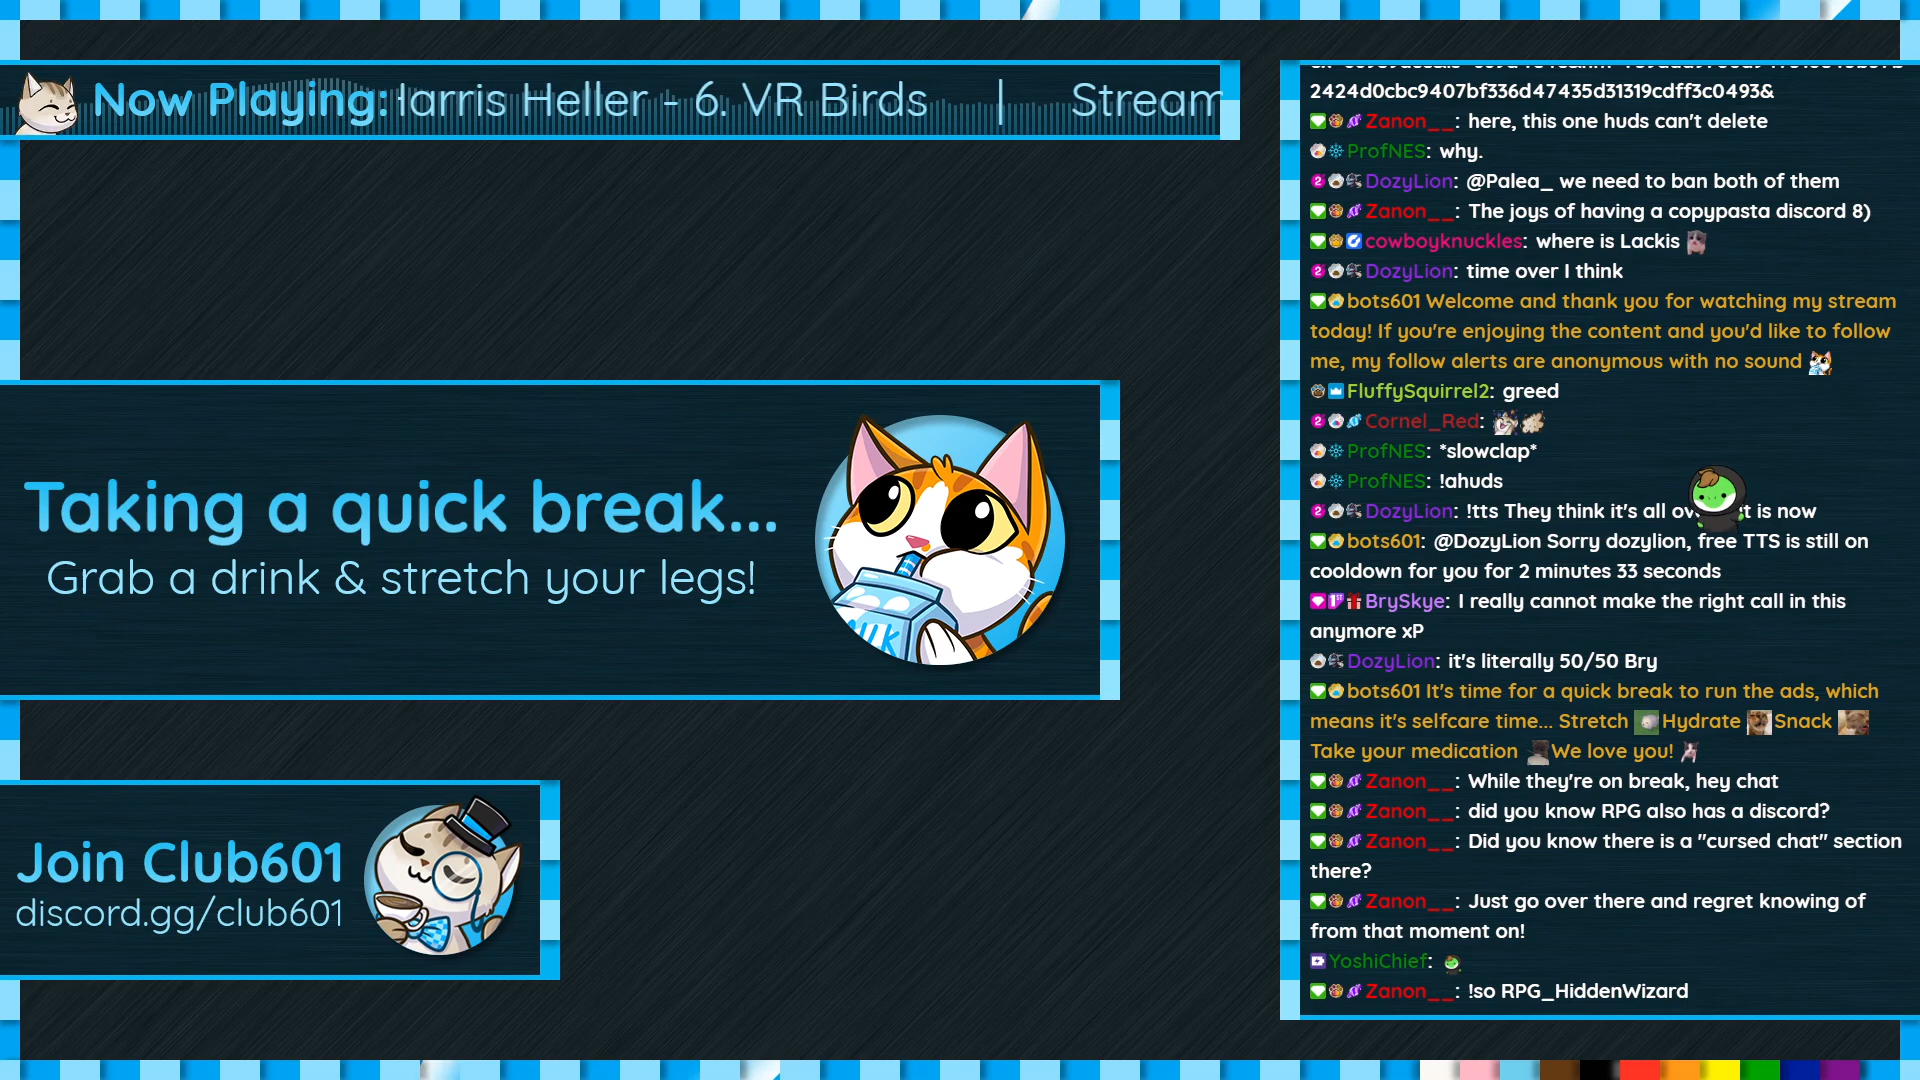 Now Playing: Harris Heller - 6. VR Birds | Stream
Taking a quick break...
Grab a drink & stretch your legs!
MILK
Join Club601
discord.gg/club601
2424d0cbc9407bf336d47435d31319cdff3c0493&
Zanon__: here, this one huds can't delete
ProfNES: why.
DozyLion: @Palea_ we need to ban both of them
Zanon__: The joys of having a copypasta discord 8)
cowboyknuckles: where is Lackis
DozyLion: time over I think
bots601 Welcome and thank you for watching my stream
today! If you're enjoying the content and you'd like to follow
me, my follow alerts are anonymous with no sound
FluffySquirrel2: greed
Cornel_Red:
ProfNES: *slowclap*
ProfNES: !ahuds
DozyLion: !tts They think it's all is now
bots601: @DozyLion Sorry dozylion, free TTS is still on
cooldown for you for 2 minutes 33 seconds
BrySkye: I really cannot make the right call in this
anymore xP
DozyLion: it's literally 50/50 Bry
bots601 It's time for a quick break to run the ads, which
means it's selfcare time... Stretch Hydrate Snack
Take your medication We love you!
Zanon__: While they're on break, hey chat
Zanon__: did you know RPG also has a discord?
Zanon__: Did you know there is a "cursed chat" section
there?
Zanon__: Just go over there and regret knowing of
from that moment on!
YoshiChief:
Zanon__: !so RPG_HiddenWizard